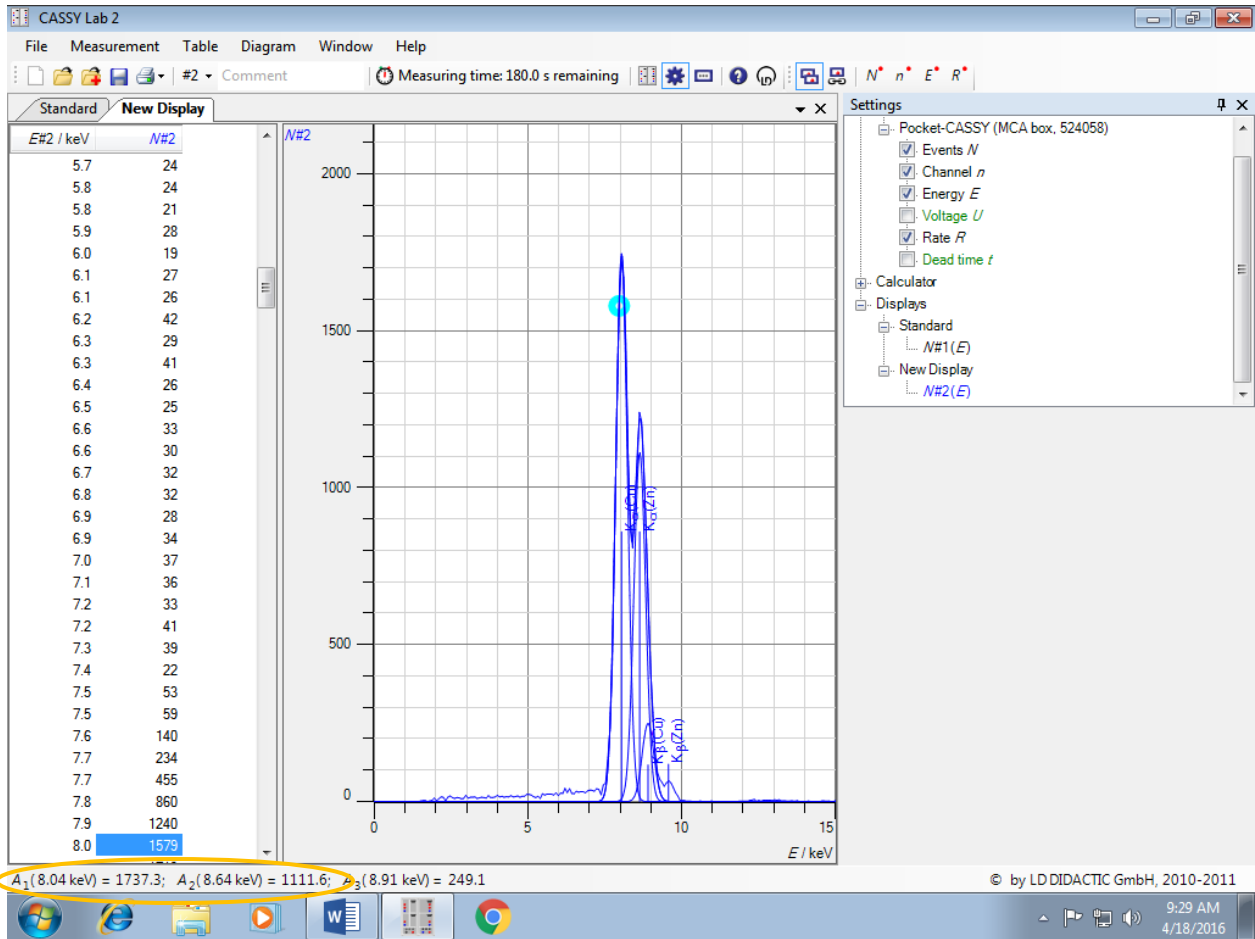 CASSY Lab 2
File Measurement Table Diagram Window Help
#2 Comment Measuring time: 180.0 s remaining N n E R
Standard New Display
Settings
E#2 / keV N#2
5.7 24
5.8 24
5.8 21
5.9 28
6.0 19
6.1 27
6.1 26
6.2 42
6.3 29
6.3 41
6.4 26
6.5 25
6.6 33
6.6 30
6.7 32
6.8 32
6.9 28
6.9 34
7.0 37
7.1 36
7.2 33
7.2 41
7.3 39
7.4 22
7.5 53
7.5 59
7.6 140
7.7 234
7.7 455
7.8 860
7.9 1240
8.0 1579
N#2
2000
1500
1000
500
0
0 5 10 15
E / keV
Kα(Cu)
Kα(Zn)
Kβ(Cu)
Kβ(Zn)
Pocket-CASSY (MCA box, 524058)
Events N
Channel n
Energy E
Voltage U
Rate R
Dead time t
Calculator
Displays
Standard
N#1(E)
New Display
N#2(E)
A1(8.04 keV) = 1737.3; A2(8.64 keV) = 1111.6; A3(8.91 keV) = 249.1
© by LD DIDACTIC GmbH, 2010-2011
W
9:29 AM
4/18/2016